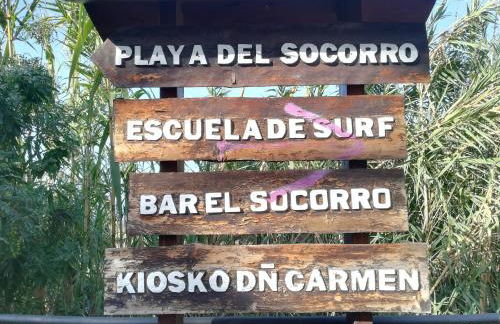 PLAYA DEL SOCORRO
ESCUELA DE SURF
BAR EL SOCORRO
KIOSKO DÑ CARMEN